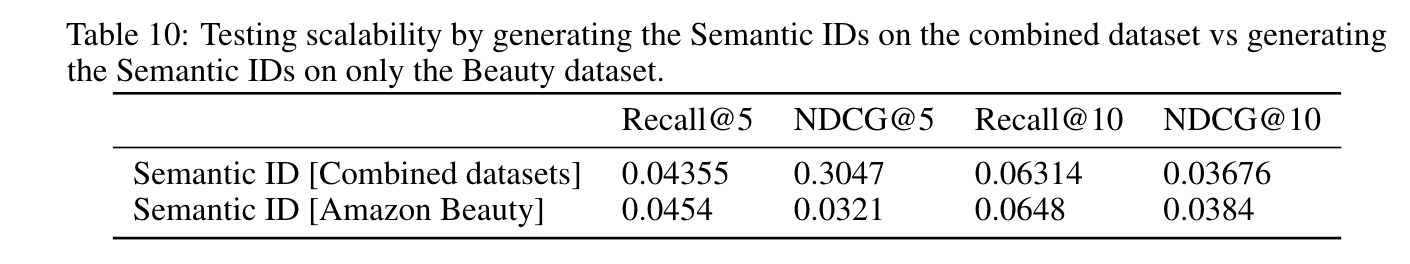 Table 10: Testing scalability by generating the Semantic IDs on the combined dataset vs generating
the Semantic IDs on only the Beauty dataset.
Recall@5 NDCG@5 Recall@10 NDCG@10
Semantic ID [Combined datasets] 0.04355 0.3047 0.06314 0.03676
Semantic ID [Amazon Beauty] 0.0454 0.0321 0.0648 0.0384